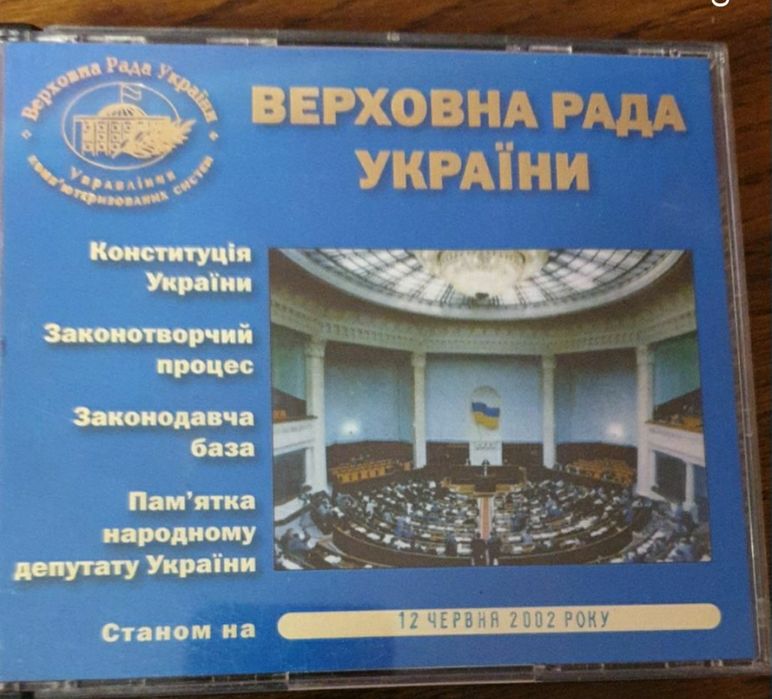 Верховна Рада України
Управління
комп'ютеризованих систем
ВЕРХОВНА РАДА
УКРАЇНИ
Конституція
України
Законотворчий
процес
Законодавча
база
Пам'ятка
народному
депутату України
Станом на
12 ЧЕРВНЯ 2002 РОКУ